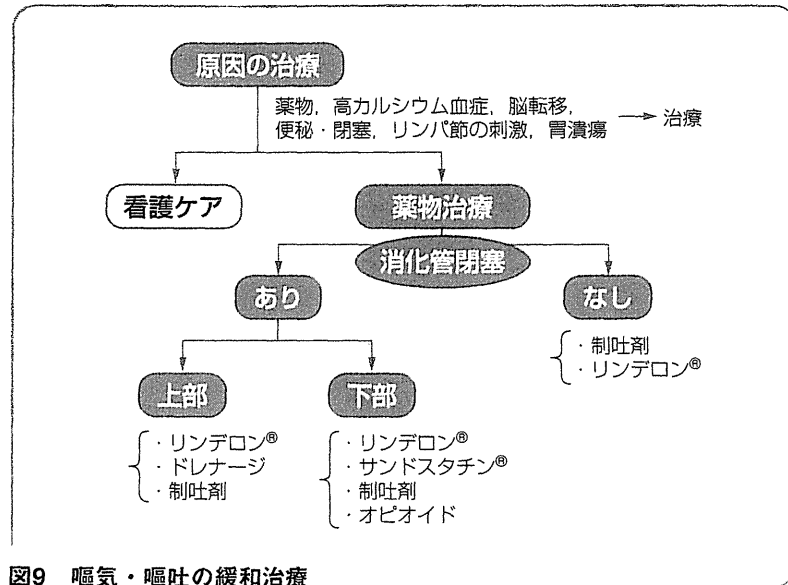 原因の治療
薬物，高カルシウム血症，脳転移，
便秘・閉塞，リンパ節の刺激，胃潰瘍
治療
看護ケア
薬物治療
消化管閉塞
あり
なし
・制吐剤
・リンデロン®
上部
下部
・リンデロン®
・ドレナージ
・制吐剤
・リンデロン®
・サンドスタチン®
・制吐剤
・オピオイド
図9　嘔気・嘔吐の緩和治療